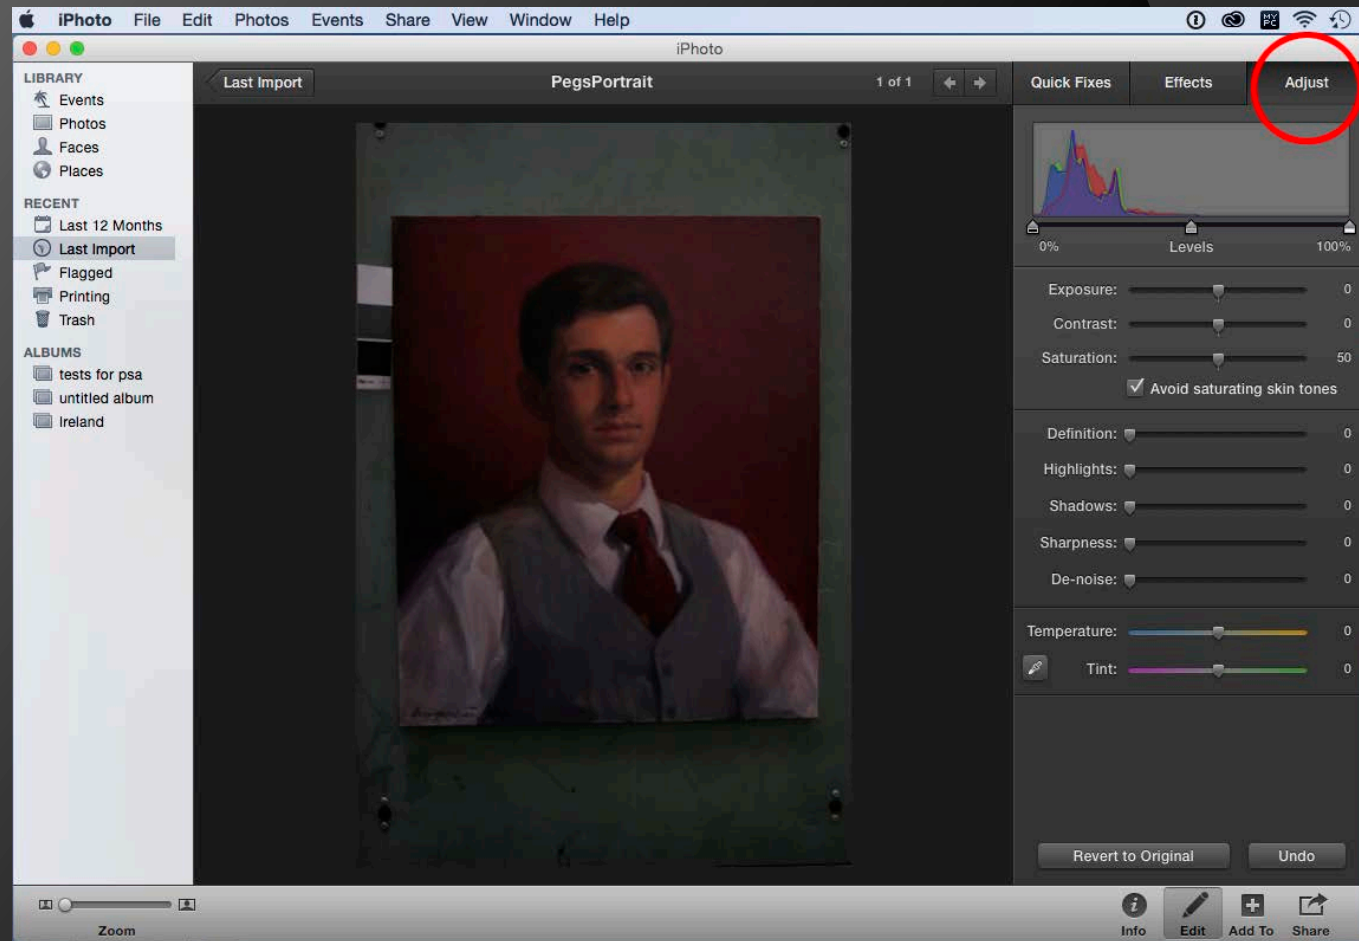 iPhoto File Edit Photos Events Share View Window Help
MY PC
iPhoto
LIBRARY
Events
Photos
Faces
Places
RECENT
Last 12 Months
Last Import
Flagged
Printing
Trash
ALBUMS
tests for psa
untitled album
Ireland
Last Import PegsPortrait 1 of 1
Quick Fixes Effects Adjust
0% Levels 100%
Exposure: 0
Contrast: 0
Saturation: 50
Avoid saturating skin tones
Definition: 0
Highlights: 0
Shadows: 0
Sharpness: 0
De-noise: 0
Temperature: 0
Tint: 0
Revert to Original Undo
Zoom
Info Edit Add To Share